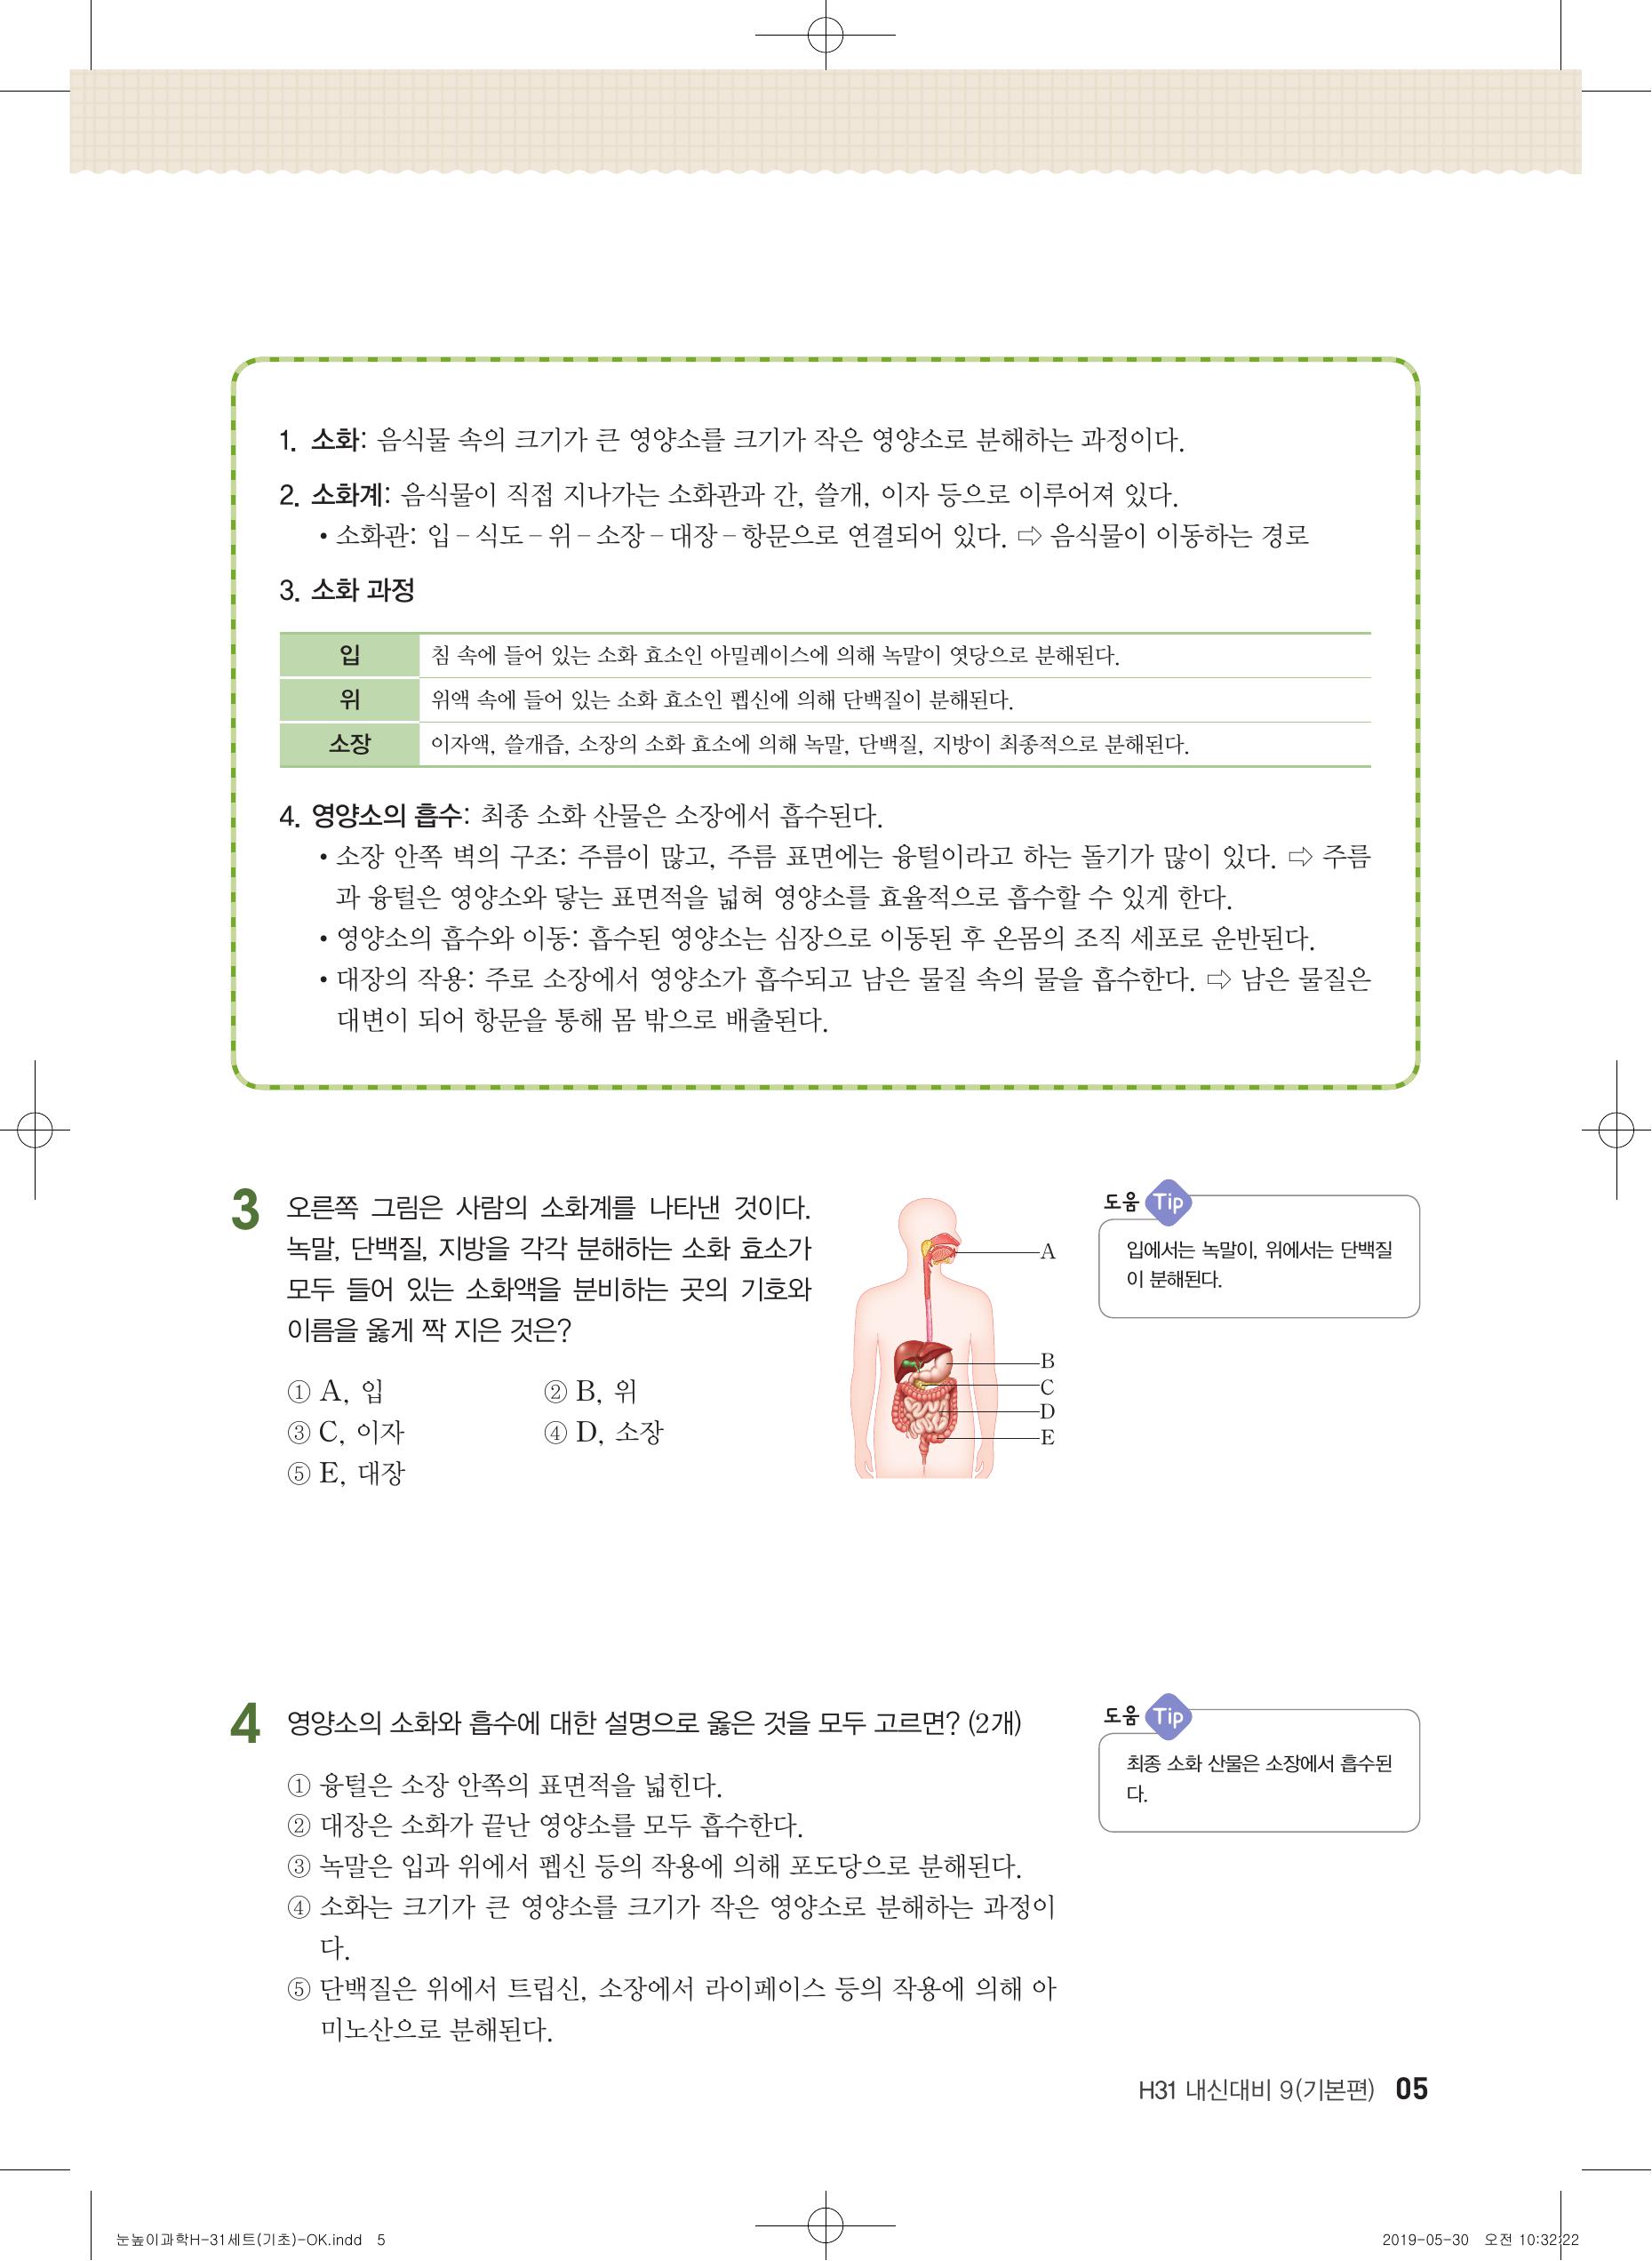 1. 소화: 음식물 속의 크기가 큰 영양소를 크기가 작은 영양소로 분해하는 과정이다.
2. 소화계: 음식물이 직접 지나가는 소화관과 간, 쓸개, 이자 등으로 이루어져 있다.
• 소화관: 입 – 식도 – 위 – 소장 – 대장 – 항문으로 연결되어 있다. ⇨ 음식물이 이동하는 경로
3. 소화 과정
입 침 속에 들어 있는 소화 효소인 아밀레이스에 의해 녹말이 엿당으로 분해된다.
위 위액 속에 들어 있는 소화 효소인 펩신에 의해 단백질이 분해된다.
소장 이자액, 쓸개즙, 소장의 소화 효소에 의해 녹말, 단백질, 지방이 최종적으로 분해된다.
4. 영양소의 흡수: 최종 소화 산물은 소장에서 흡수된다.
• 소장 안쪽 벽의 구조: 주름이 많고, 주름 표면에는 융털이라고 하는 돌기가 많이 있다. ⇨ 주름
과 융털은 영양소와 닿는 표면적을 넓혀 영양소를 효율적으로 흡수할 수 있게 한다.
• 영양소의 흡수와 이동: 흡수된 영양소는 심장으로 이동된 후 온몸의 조직 세포로 운반된다.
• 대장의 작용: 주로 소장에서 영양소가 흡수되고 남은 물질 속의 물을 흡수한다. ⇨ 남은 물질은
대변이 되어 항문을 통해 몸 밖으로 배출된다.
3 오른쪽 그림은 사람의 소화계를 나타낸 것이다.
녹말, 단백질, 지방을 각각 분해하는 소화 효소가
모두 들어 있는 소화액을 분비하는 곳의 기호와
이름을 옳게 짝 지은 것은?
① A, 입 ② B, 위
③ C, 이자 ④ D, 소장
⑤ E, 대장
A
B
C
D
E
도움 Tip
입에서는 녹말이, 위에서는 단백질
이 분해된다.
4 영양소의 소화와 흡수에 대한 설명으로 옳은 것을 모두 고르면? (2개)
① 융털은 소장 안쪽의 표면적을 넓힌다.
② 대장은 소화가 끝난 영양소를 모두 흡수한다.
③ 녹말은 입과 위에서 펩신 등의 작용에 의해 포도당으로 분해된다.
④ 소화는 크기가 큰 영양소를 크기가 작은 영양소로 분해하는 과정이
다.
⑤ 단백질은 위에서 트립신, 소장에서 라이페이스 등의 작용에 의해 아
미노산으로 분해된다.
도움 Tip
최종 소화 산물은 소장에서 흡수된
다.
H31 내신대비 9(기본편) 05
눈높이과학H-31세트(기초)-OK.indd 5
2019-05-30 오전 10:32:22